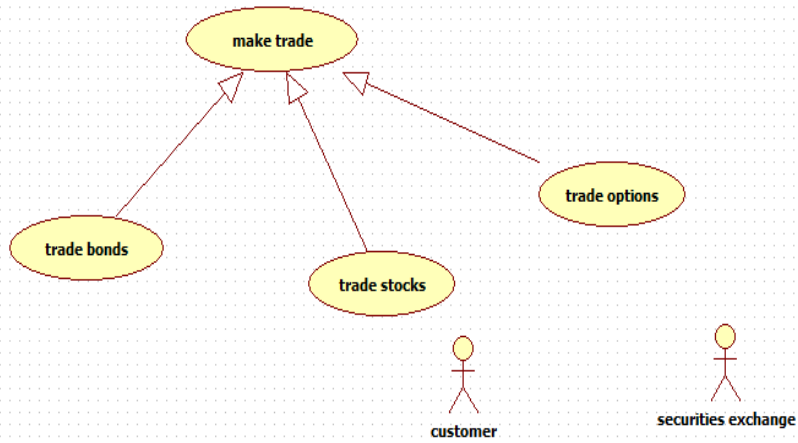 make trade
trade options
trade bonds
trade stocks
securities exchange
customer